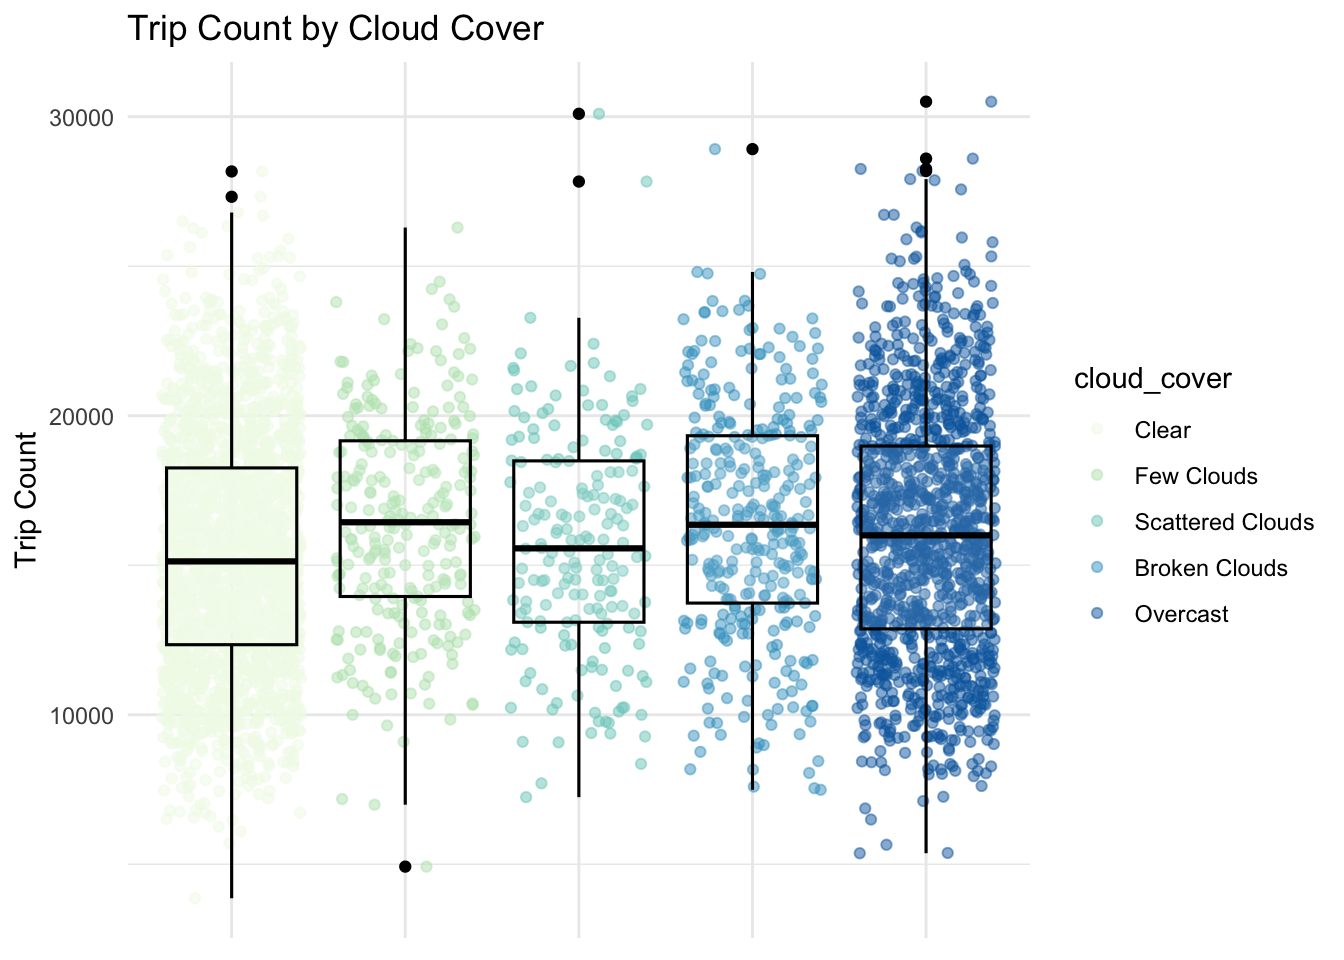 Trip Count by Cloud Cover
30000
20000
10000
Trip Count
cloud_cover
Clear
Few Clouds
Scattered Clouds
Broken Clouds
Overcast